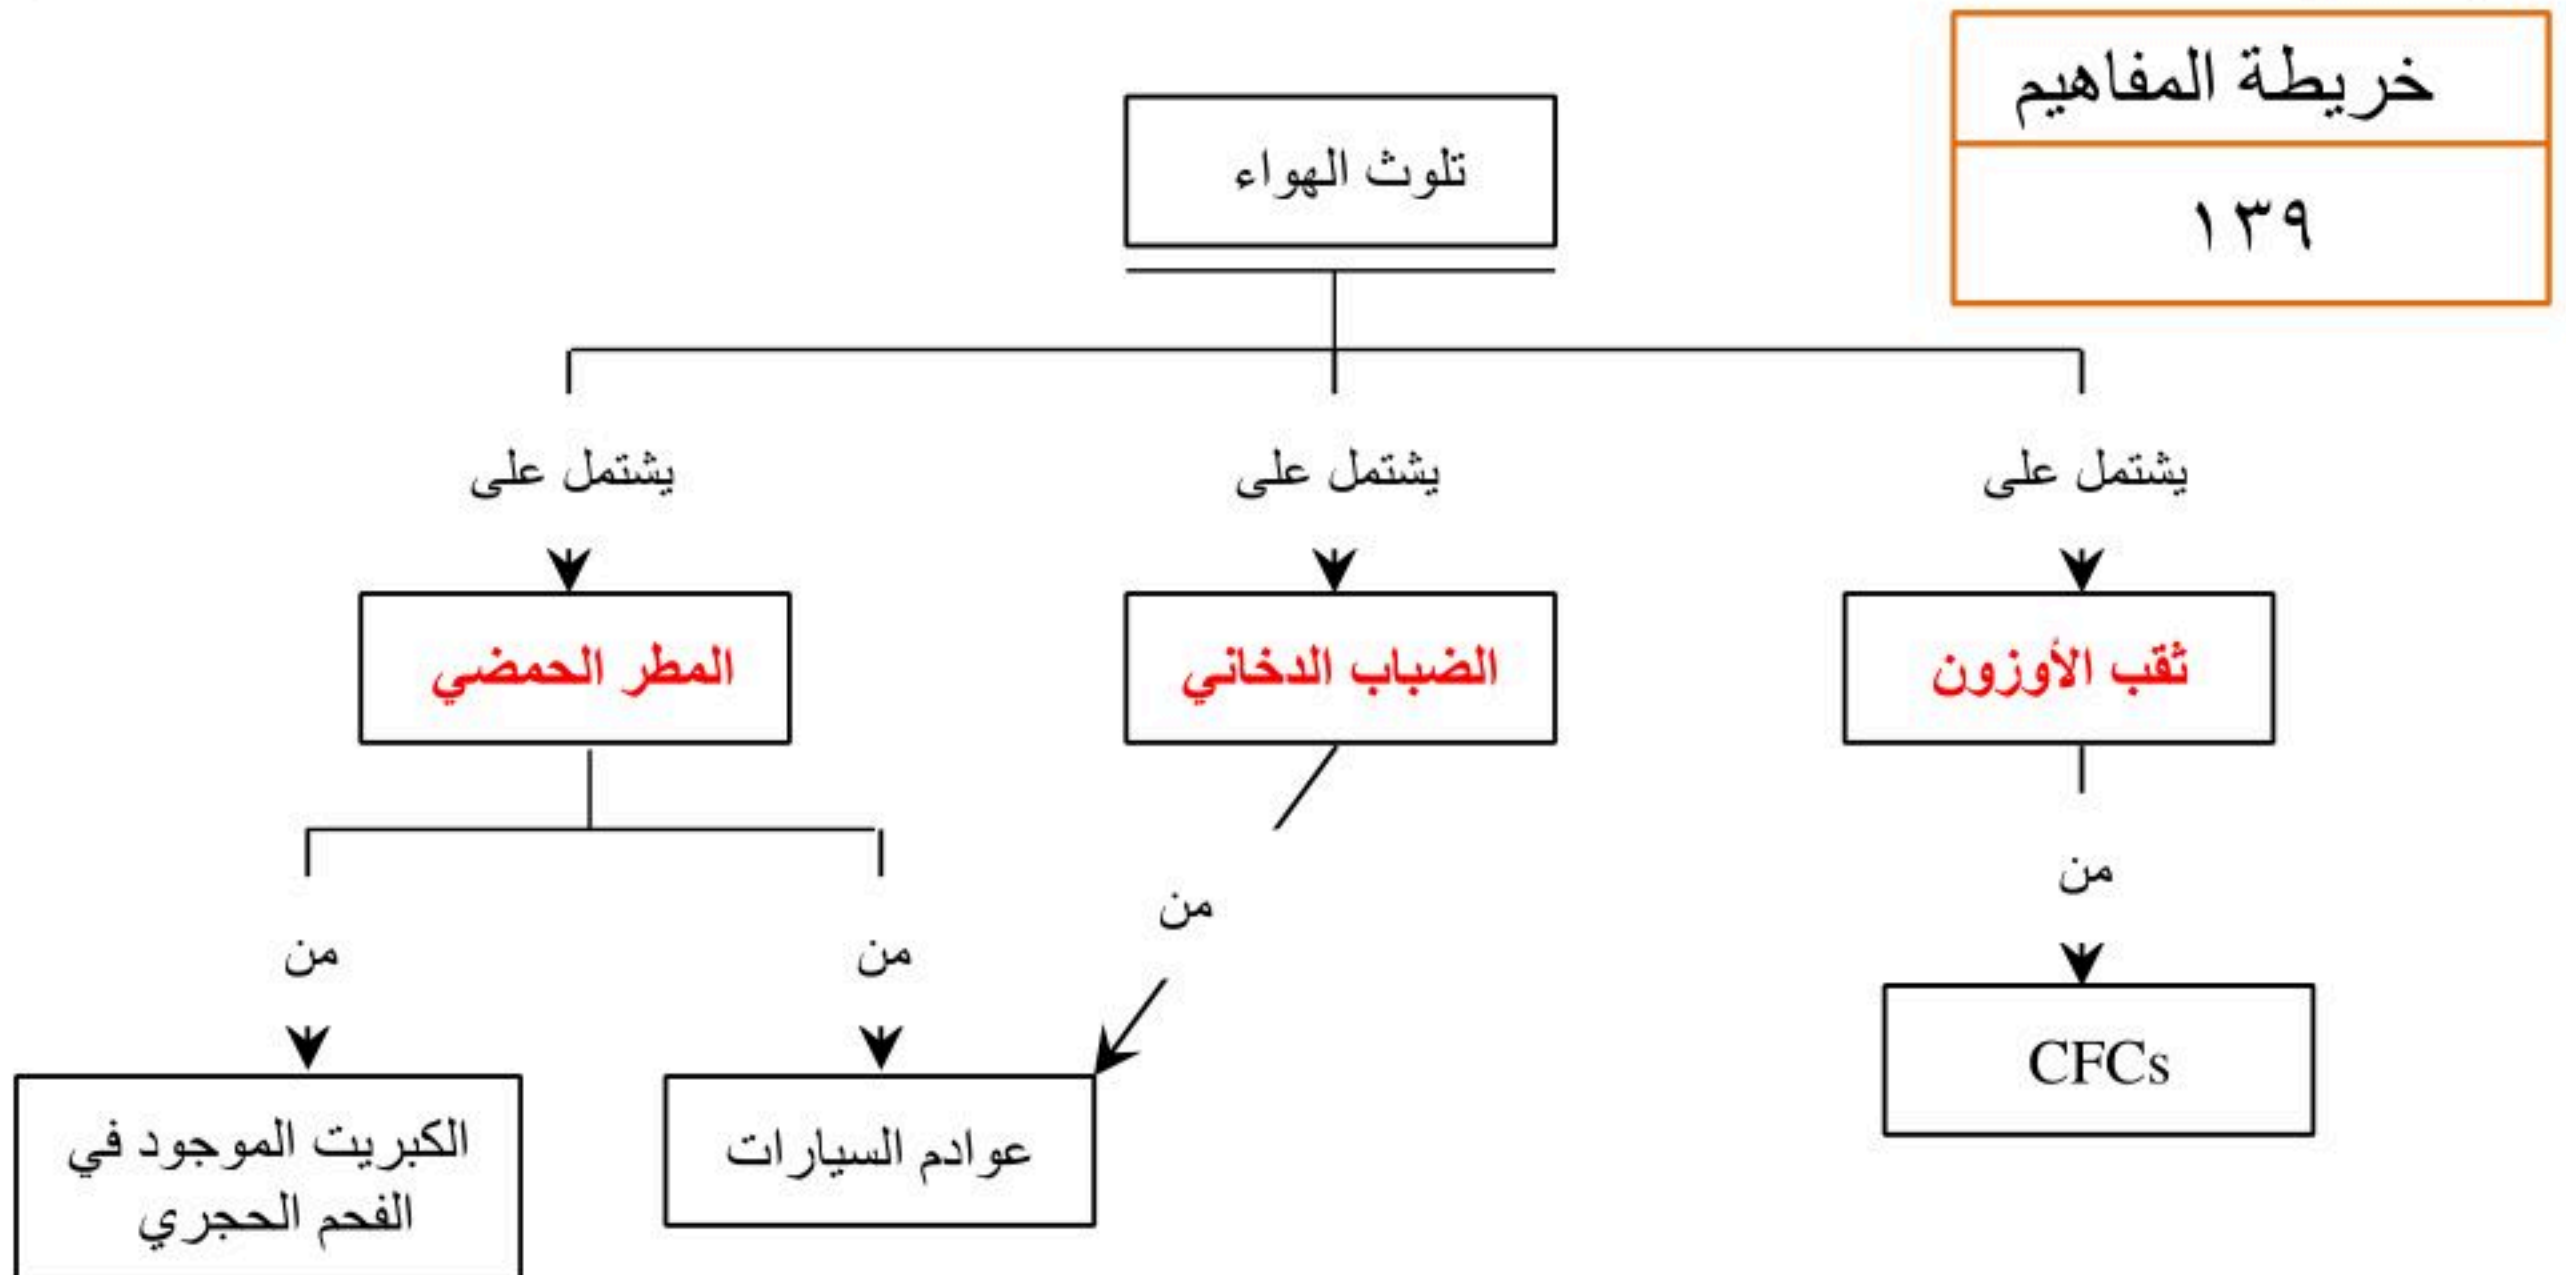 خريطة المفاهيم
١٣٩
تلوث الهواء
يشتمل على
يشتمل على
يشتمل على
ثقب الأوزون
الضباب الدخاني
المطر الحمضي
من
من
من
من
CFCs
عوادم السيارات
الكبريت الموجود في
الفحم الحجري